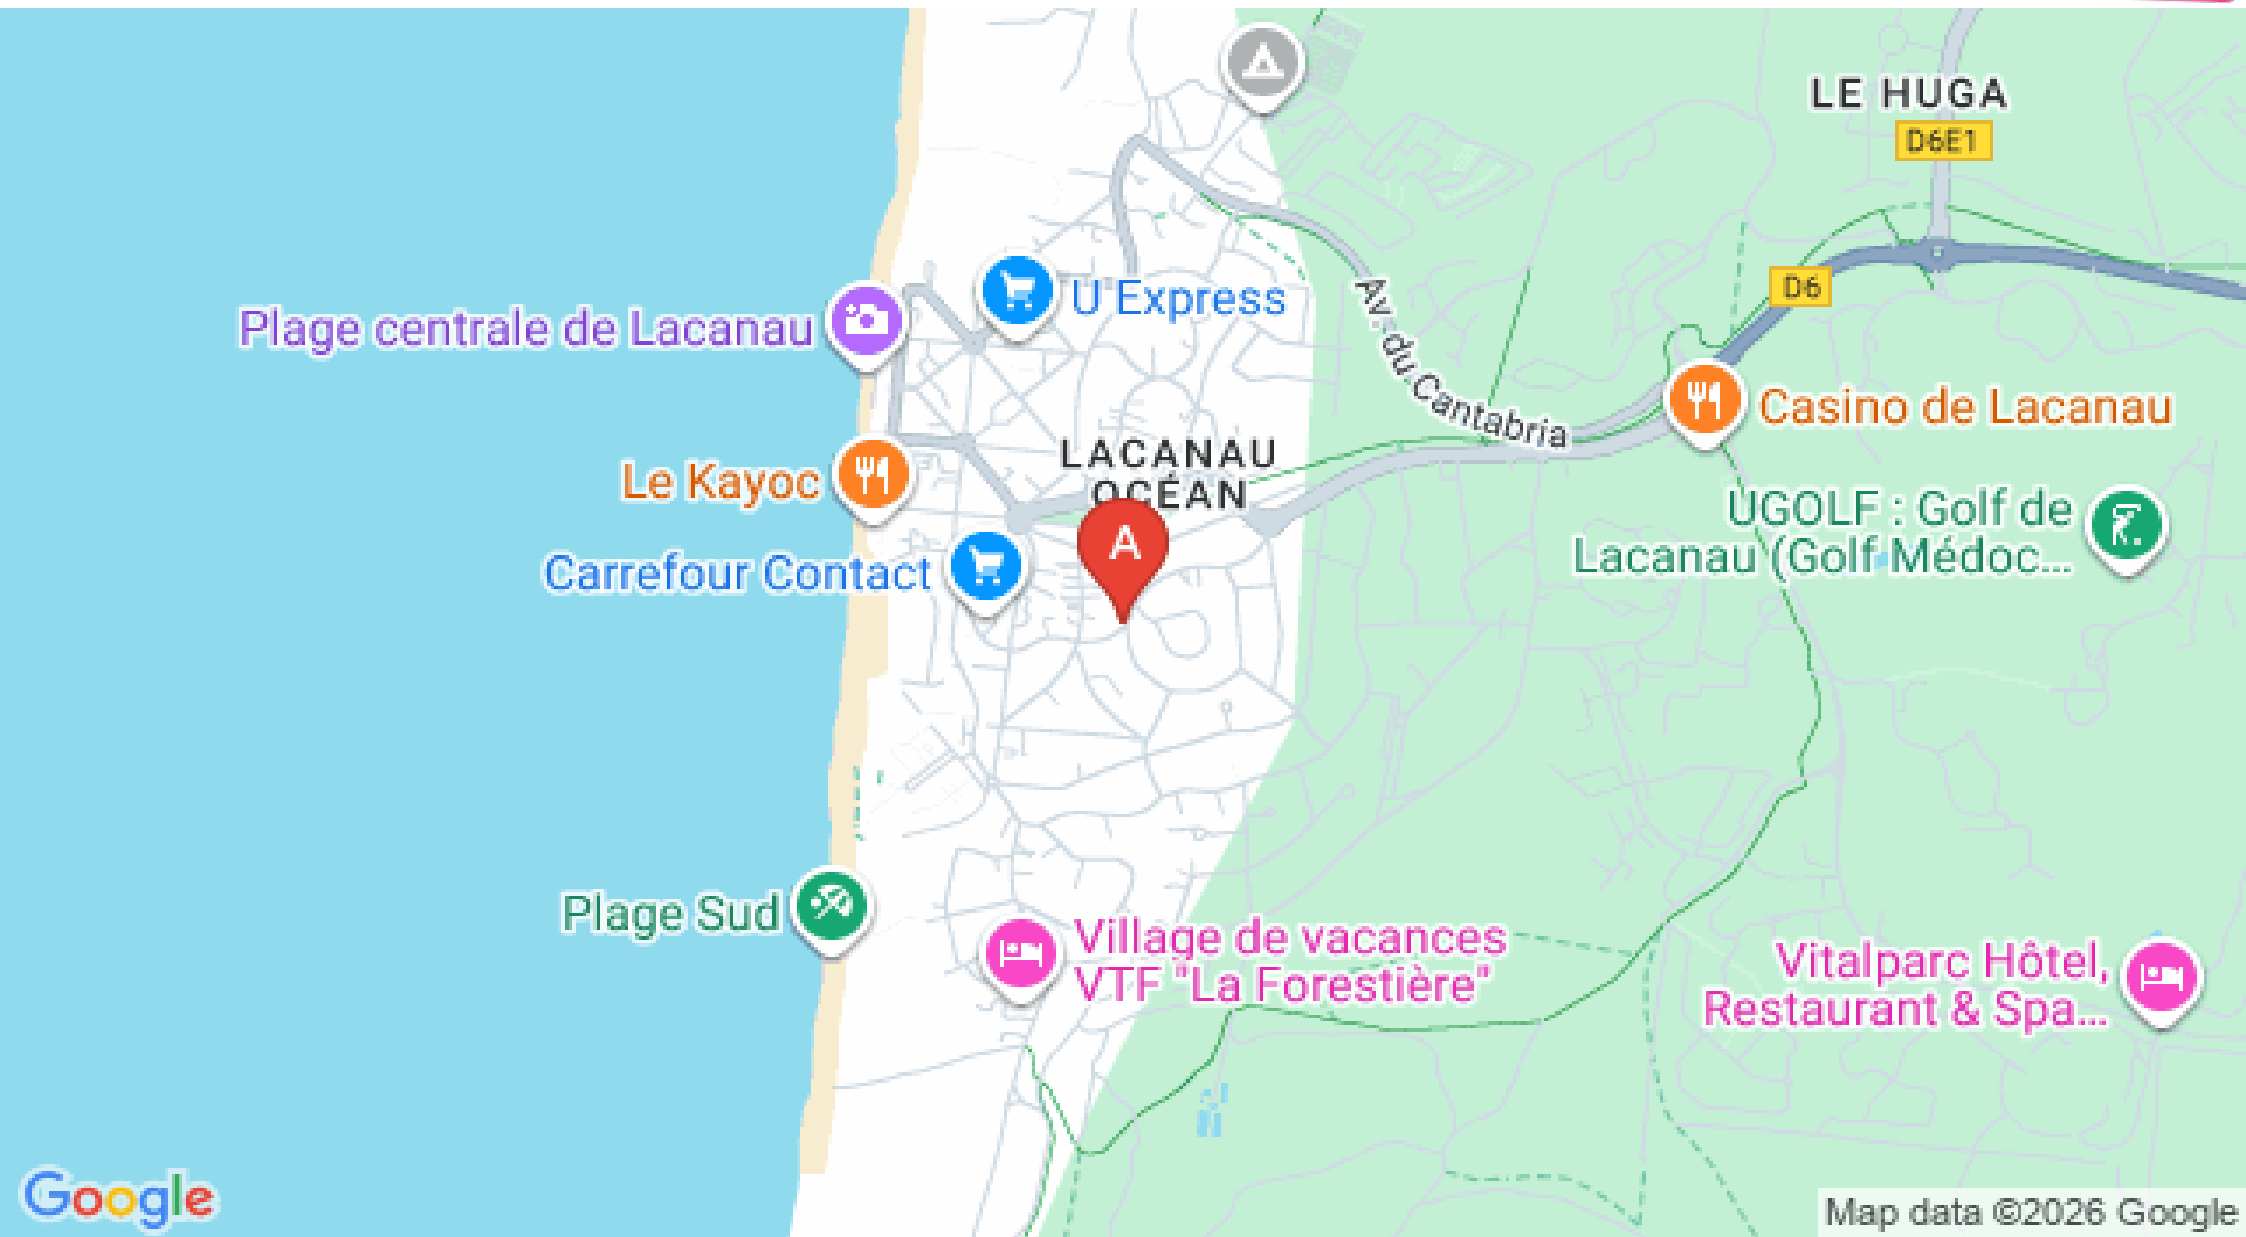 LE HUGA
D6E1
D6
U Express
Plage centrale de Lacanau
Av. du Cantabria
Casino de Lacanau
LACANAU
OCÉAN
Le Kayoc
UGOLF : Golf de
Lacanau (Golf Médoc...
A
Carrefour Contact
Plage Sud
Village de vacances
VTF "La Forestière"
Vitalparc Hôtel,
Restaurant & Spa...
Google
Map data ©2026 Google